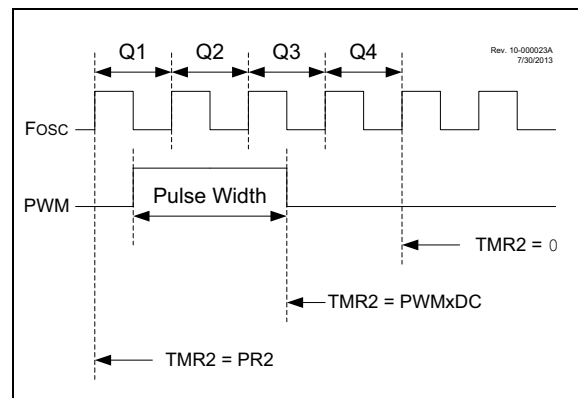 Q1 Q2 Q3 Q4
Rev. 10-000023A
7/30/2013
FOSC
Pulse Width
PWM
TMR2 = 0
TMR2 = PWMxDC
TMR2 = PR2